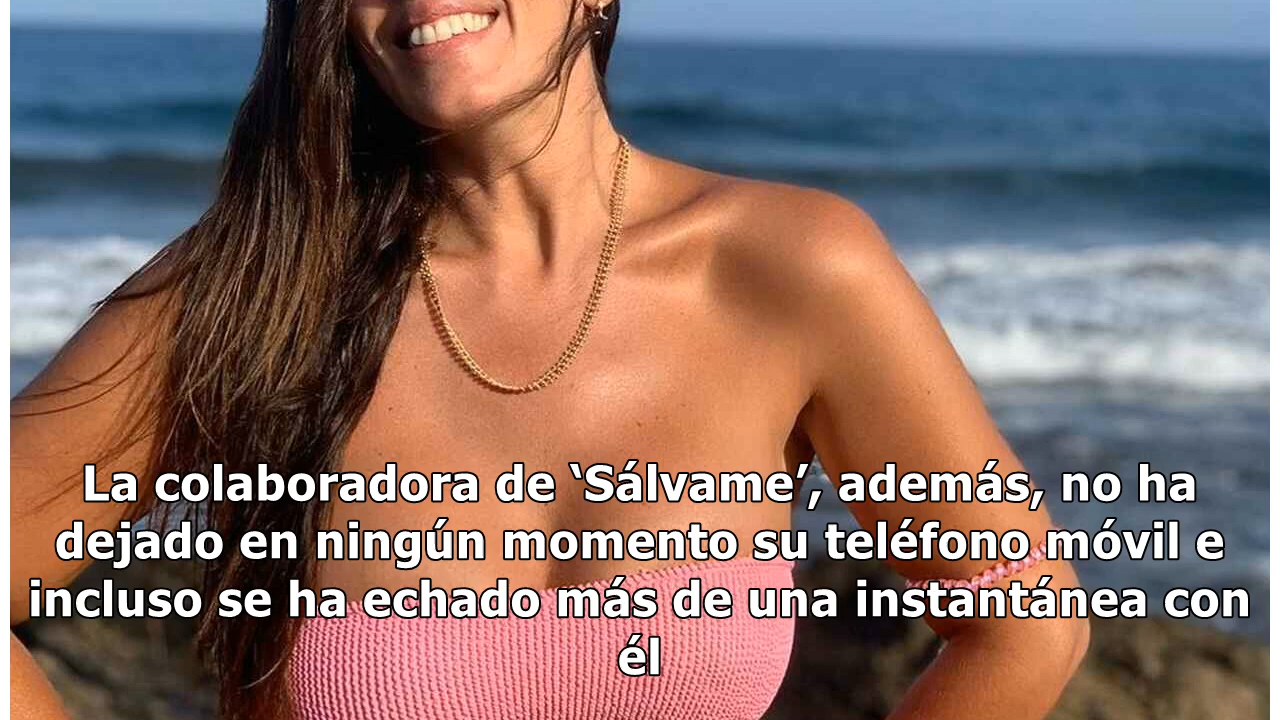 La colaboradora de ‘Sálvame’, además, no ha
dejado en ningún momento su teléfono móvil e
incluso se ha echado más de una instantánea con
él